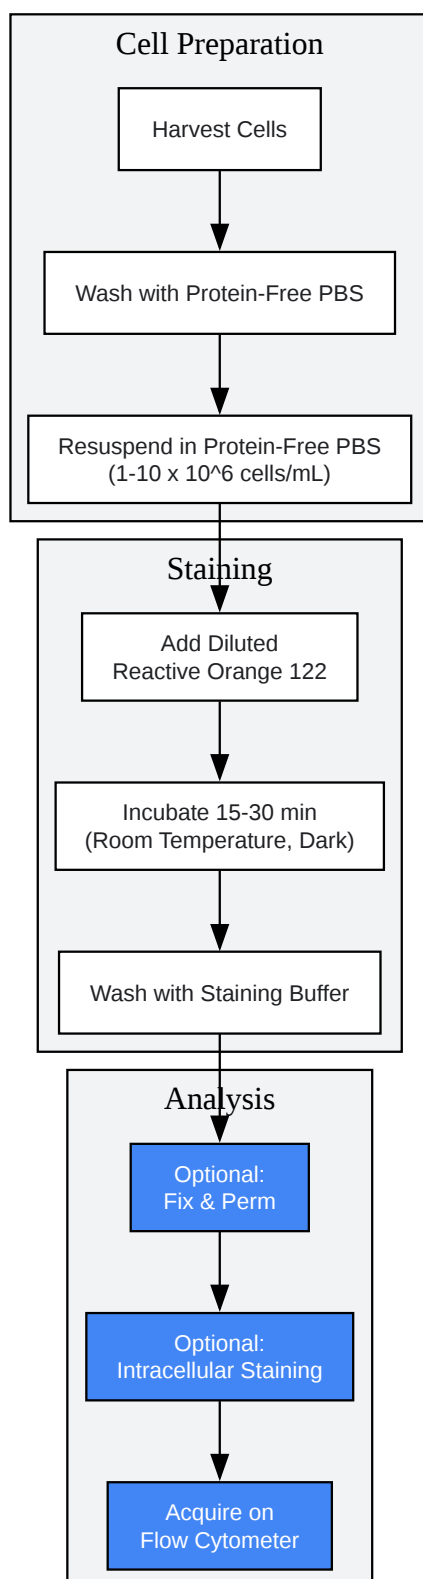 Cell Preparation
Harvest Cells
Wash with Protein-Free PBS
Resuspend in Protein-Free PBS
(1-10 x 10^6 cells/mL)
Staining
Add Diluted
Reactive Orange 122
Incubate 15-30 min
(Room Temperature, Dark)
Wash with Staining Buffer
Analysis
Optional:
Fix & Perm
Optional:
Intracellular Staining
Acquire on
Flow Cytometer